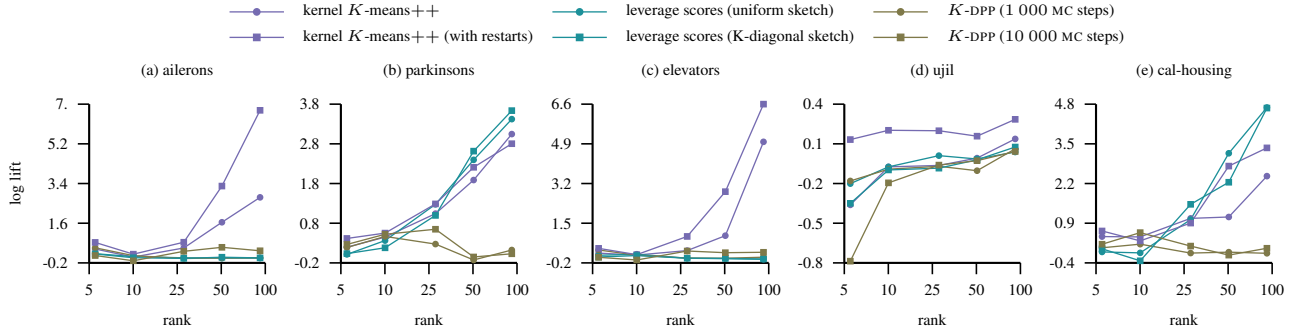 kernel K-means++ leverage scores (uniform sketch) K-DPP (1 000 MC steps)
kernel K-means++ (with restarts) leverage scores (K-diagonal sketch) K-DPP (10 000 MC steps)
(a) ailerons (b) parkinsons (c) elevators (d) ujil (e) cal-housing
7. 3.8 6.6 0.4 4.8
5.2 2.8 4.9 0.1 3.5
log lift 3.4 1.8 3.2 -0.2 2.2
1.6 0.8 1.5 -0.5 0.9
-0.2 -0.2 -0.2 -0.8 -0.4
5 10 25 50 100 5 10 25 50 100 5 10 25 50 100 5 10 25 50 100 5 10 25 50 100
rank rank rank rank rank